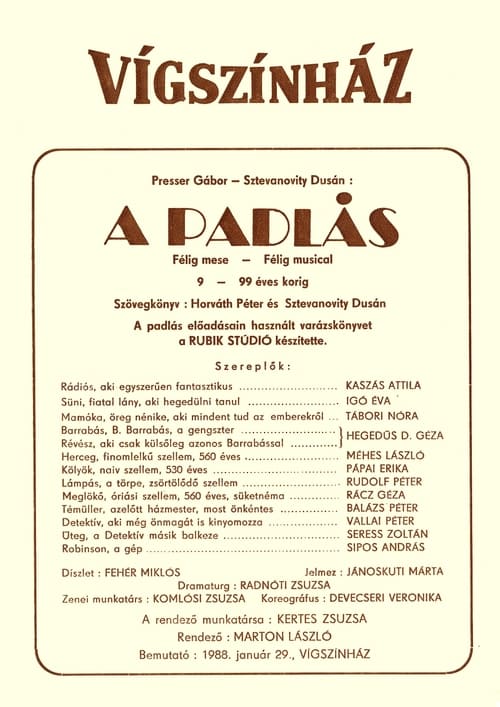 VÍGSZÍNHÁZ
Presser Gábor – Sztevanovity Dusán :
A PADLÁS
Félig mese – Félig musical
9 – 99 éves korig
Szövegkönyv : Horváth Péter és Sztevanovity Dusán
A padlás előadásain használt varázskönyvet
a RUBIK STÚDIÓ készítette.
Szereplők:
Rádiós, aki egyszerűen fantasztikus .................... KASZÁS ATTILA
Süni, fiatal lány, aki hegedülni tanul .................... IGÓ ÉVA
Mamóka, öreg nénike, aki mindent tud az emberekről ... TÁBORI NÓRA
Barrabás, B. Barrabás, a gengszter ....................
Révész, aki csak külsőleg azonos Barrabással ............ } HEGEDŰS D. GÉZA
Herceg, finomlelkű szellem, 560 éves .................... MÉHES LÁSZLÓ
Kölyök, naiv szellem, 530 éves .................... PÁPAI ERIKA
Lámpás, a törpe, zsörtölődő szellem .................... RUDOLF PÉTER
Meglökő, óriási szellem, 560 éves, süketnéma ............ RÁCZ GÉZA
Témüller, azelőtt házmester, most önkéntes ............ BALÁZS PÉTER
Detektív, aki még önmagát is kinyomozza ............ VALLAI PÉTER
Üteg, a Detektív másik balkeze .................... SERESS ZOLTÁN
Robinson, a gép .................... SIPOS ANDRÁS
Díszlet : FEHÉR MIKLÓS Jelmez : JÁNOSKUTI MÁRTA
Dramaturg : RADNÓTI ZSUZSA
Zenei munkatárs : KOMLÓSI ZSUZSA Koreográfus : DEVECSERI VERONIKA
A rendező munkatársa : KERTES ZSUZSA
Rendező : MARTON LÁSZLÓ
Bemutató : 1988. január 29., VÍGSZÍNHÁZ